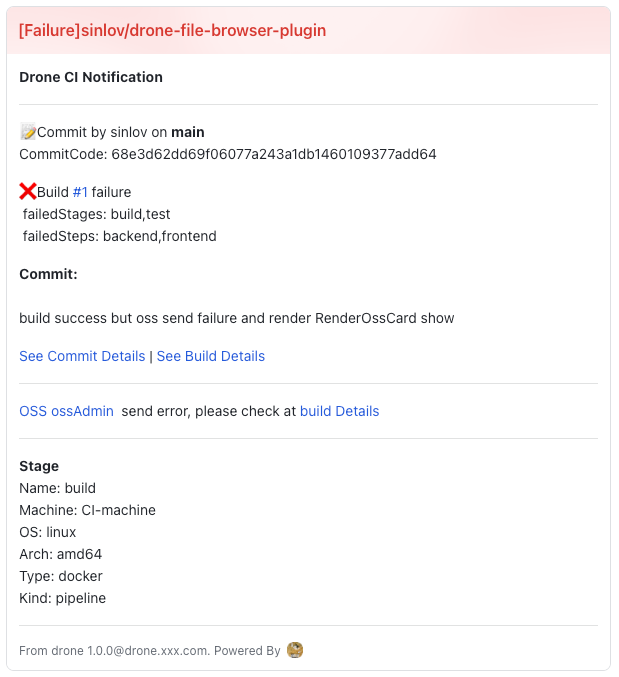 [Failure]sinlov/drone-file-browser-plugin
Drone CI Notification
📝Commit by sinlov on main
CommitCode: 68e3d62dd69f06077a243a1db1460109377add64
❌Build #1 failure
failedStages: build,test
failedSteps: backend,frontend
Commit:
build success but oss send failure and render RenderOssCard show
See Commit Details | See Build Details
OSS ossAdmin  send error, please check at build Details
Stage
Name: build
Machine: CI-machine
OS: linux
Arch: amd64
Type: docker
Kind: pipeline
From drone 1.0.0@drone.xxx.com. Powered By